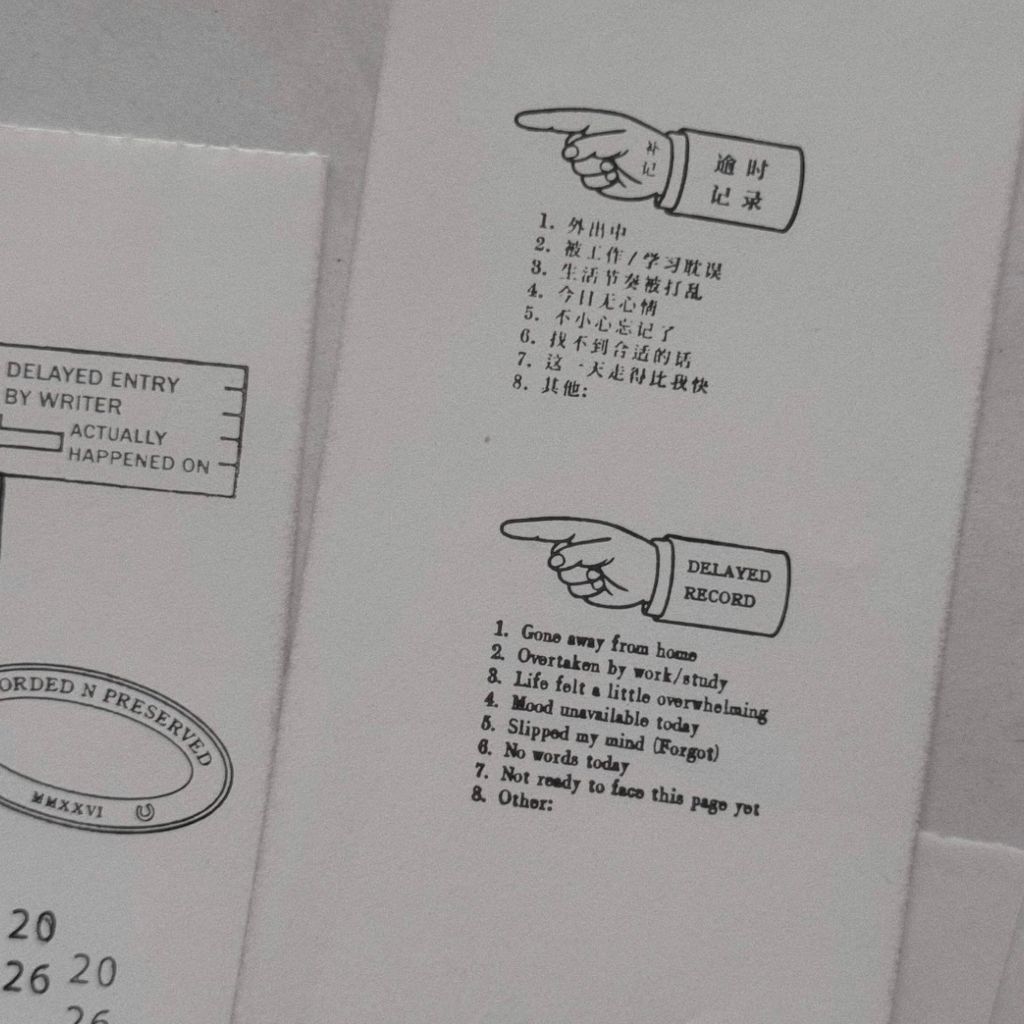 补
记
逾时
记录
1. 外出中
2. 被工作/学习耽误
3. 生活节奏被打乱
4. 今日无心情
5. 不小心忘记了
6. 找不到合适的话
7. 这一天走得比我快
8. 其他:
DELAYED ENTRY
BY WRITER
ACTUALLY
HAPPENED ON
DELAYED
RECORD
1. Gone away from home
2. Overtaken by work/study
3. Life felt a little overwhelming
4. Mood unavailable today
5. Slipped my mind (Forgot)
6. No words today
7. Not ready to face this page yet
8. Other:
ORDED N PRESERVED
MMXXVI
20
26
20
26